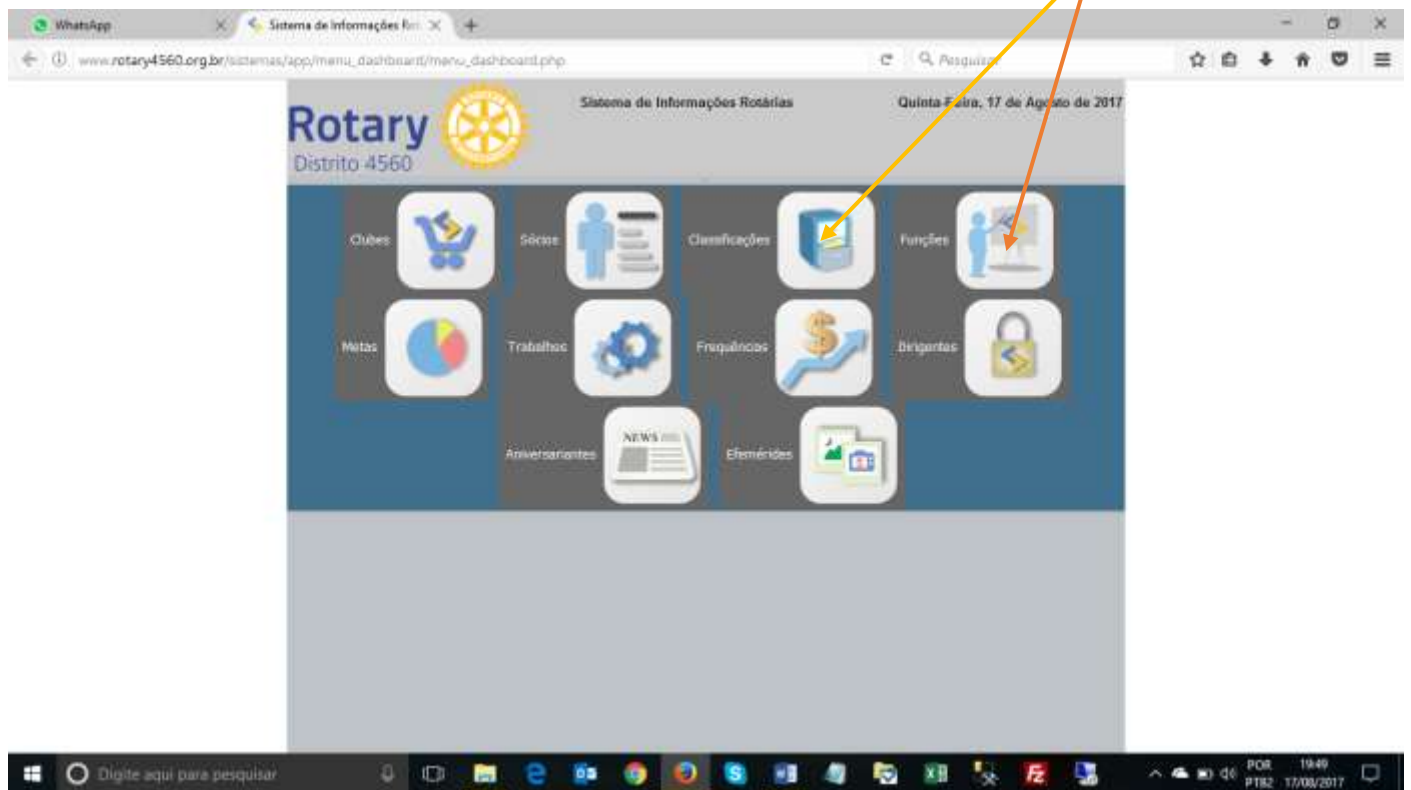 WhatsApp
Sistema de Informações Rot
www.rotary4560.org.br/sistemas/app/menu_dashboard/menu_dashboard.php
Pesquisar
Rotary
Distrito 4560
Sistema de Informações Rotárias
Quinta-Feira, 17 de Agosto de 2017
Clubes
Sócios
Classificações
Funções
Metas
Trabalhos
Frequências
Dirigentes
Aniversariantes
NEWS
Efemérides
Digite aqui para pesquisar
POR
PTB2
19:49
17/08/2017